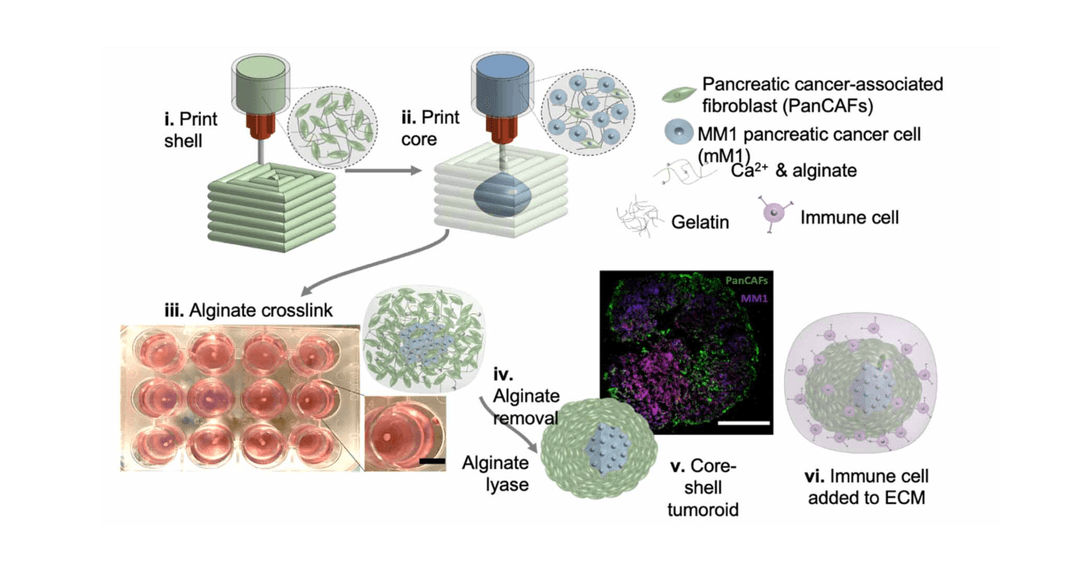 i. Print
shell
ii. Print
core
Pancreatic cancer-associated
fibroblast (PanCAFs)
MM1 pancreatic cancer cell
(mM1)
Ca²⁺ & alginate
Gelatin
Immune cell
iii. Alginate crosslink
iv.
Alginate
removal
Alginate
lyase
PanCAFs
MM1
v. Core-
shell
tumoroid
vi. Immune cell
added to ECM